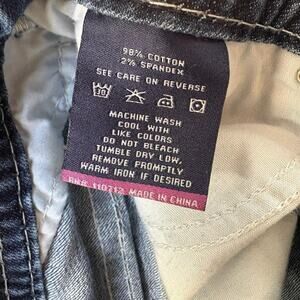 98% COTTON
2% SPANDEX
SEE CARE ON REVERSE
MACHINE WASH
COOL WITH
LIKE COLORS
DO NOT BLEACH
TUMBLE DRY LOW,
REMOVE PROMPTLY
WARM IRON IF DESIRED
RN# 110712 MADE IN CHINA